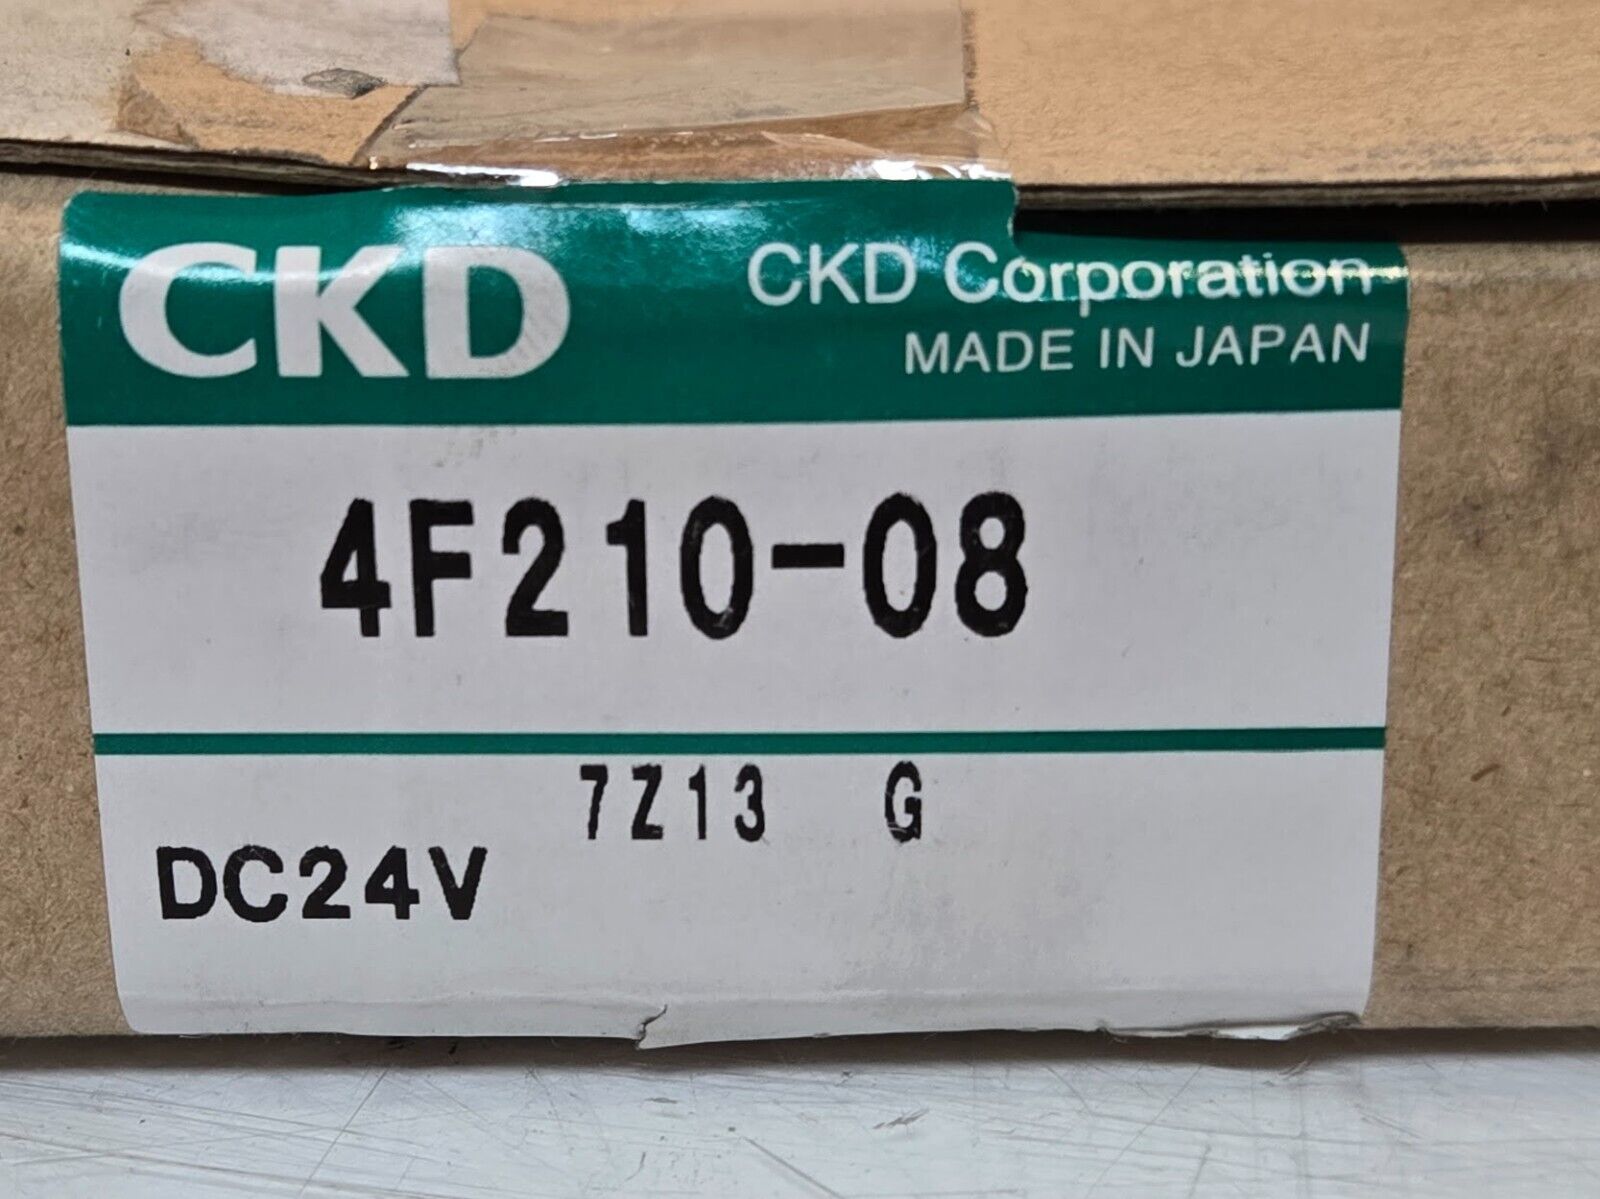 CKD
CKD Corporation
MADE IN JAPAN
4F210-08
7Z13 G
DC24V